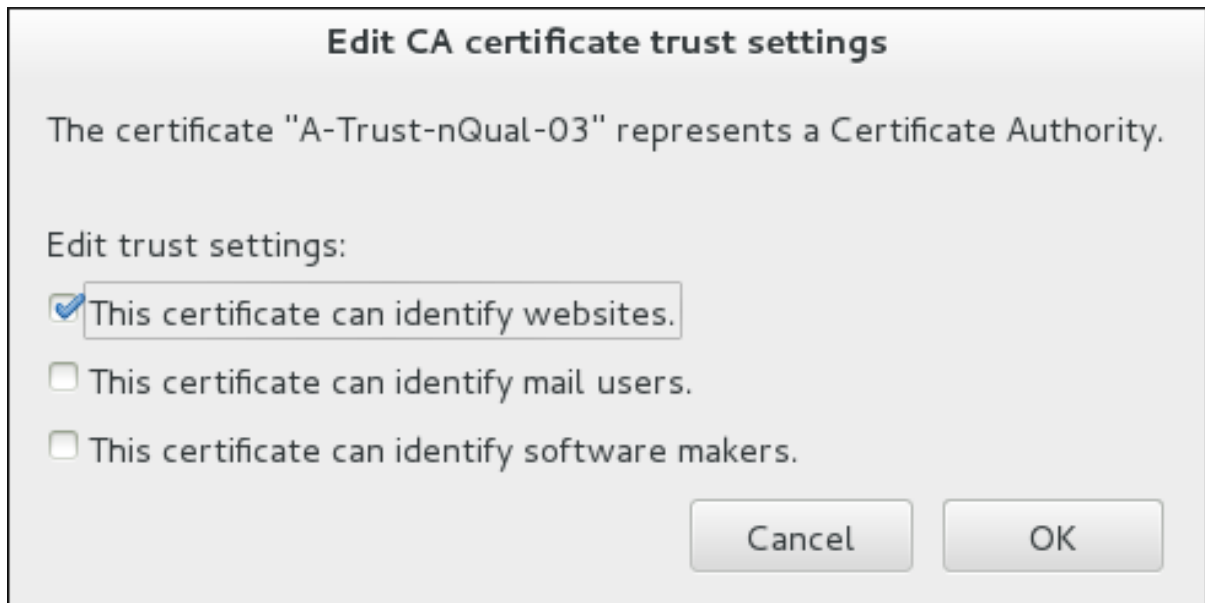 Edit CA certificate trust settings
The certificate "A-Trust-nQual-03" represents a Certificate Authority.
Edit trust settings:
This certificate can identify websites.
This certificate can identify mail users.
This certificate can identify software makers.
Cancel OK